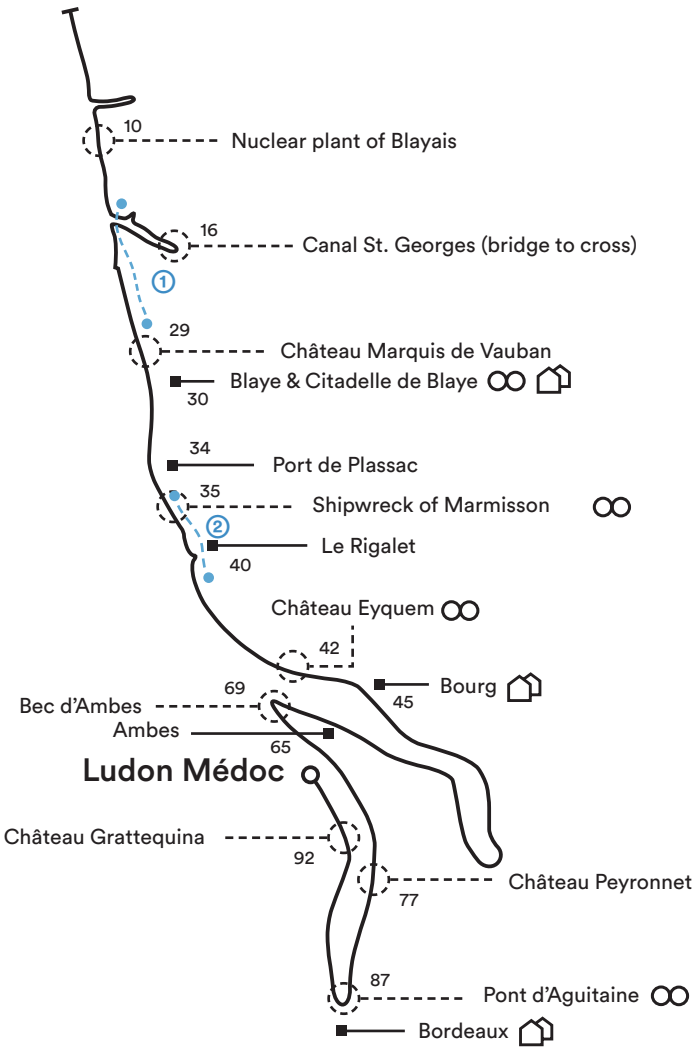 10
Nuclear plant of Blayais
16
Canal St. Georges (bridge to cross)
1
29
Château Marquis de Vauban
Blaye & Citadelle de Blaye
30
34
Port de Plassac
35
Shipwreck of Marmisson
2
Le Rigalet
40
Château Eyquem
42
69
Bourg
45
Bec d'Ambes
Ambes
65
Ludon Médoc
Château Grattequina
92
Château Peyronnet
77
87
Pont d'Aguitaine
Bordeaux